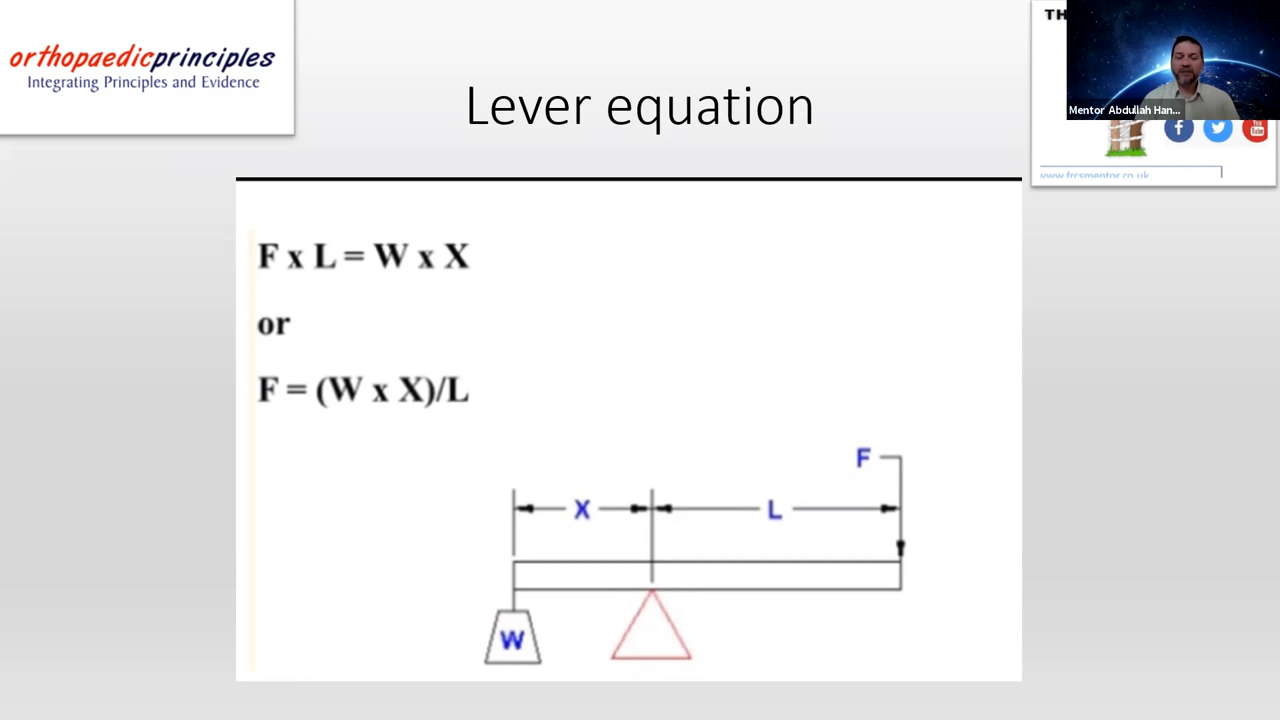 orthopaedicprinciples
Integrating Principles and Evidence
TH
Mentor Abdullah Han...
www.frcsmentor.co.uk
Lever equation
F x L = W x X
or
F = (W x X)/L
F
X
L
W